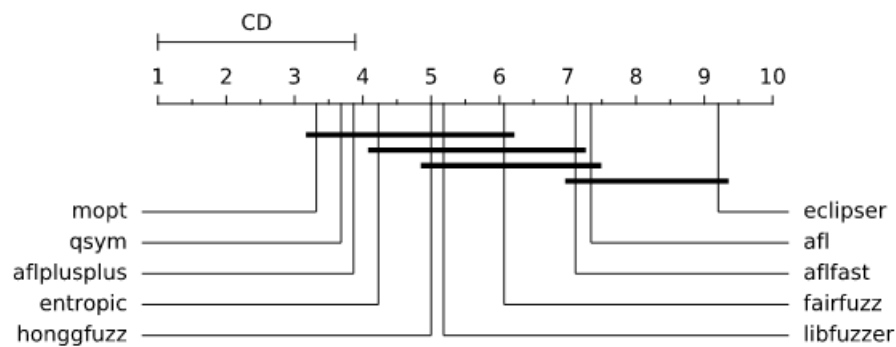 CD
1 2 3 4 5 6 7 8 9 10
mopt eclipser
qsym afl
aflplusplus aflfast
entropic fairfuzz
honggfuzz libfuzzer